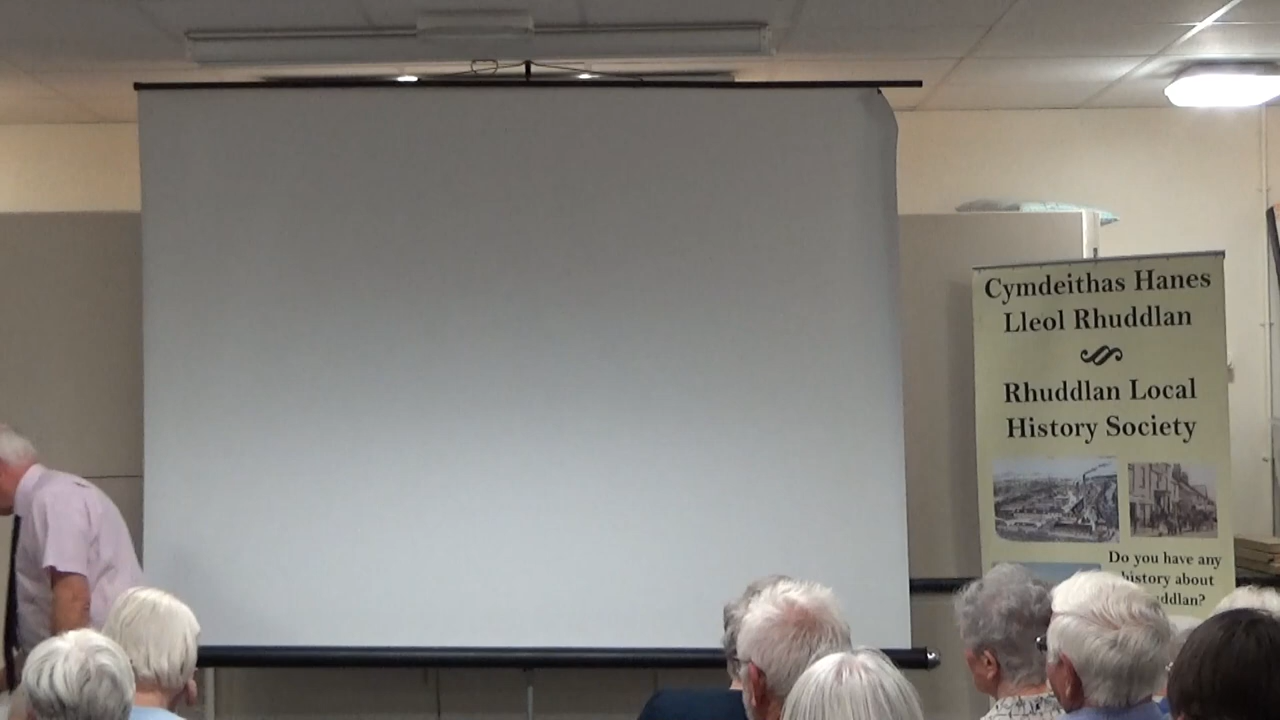 Cymdeithas Hanes
Lleol Rhuddlan
Rhuddlan Local
History Society
Do you have any
history about